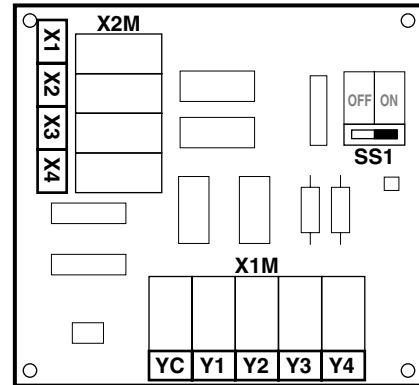 X2M
X1
X2
X3
X4
OFF ON
SS1
X1M
YC Y1 Y2 Y3 Y4